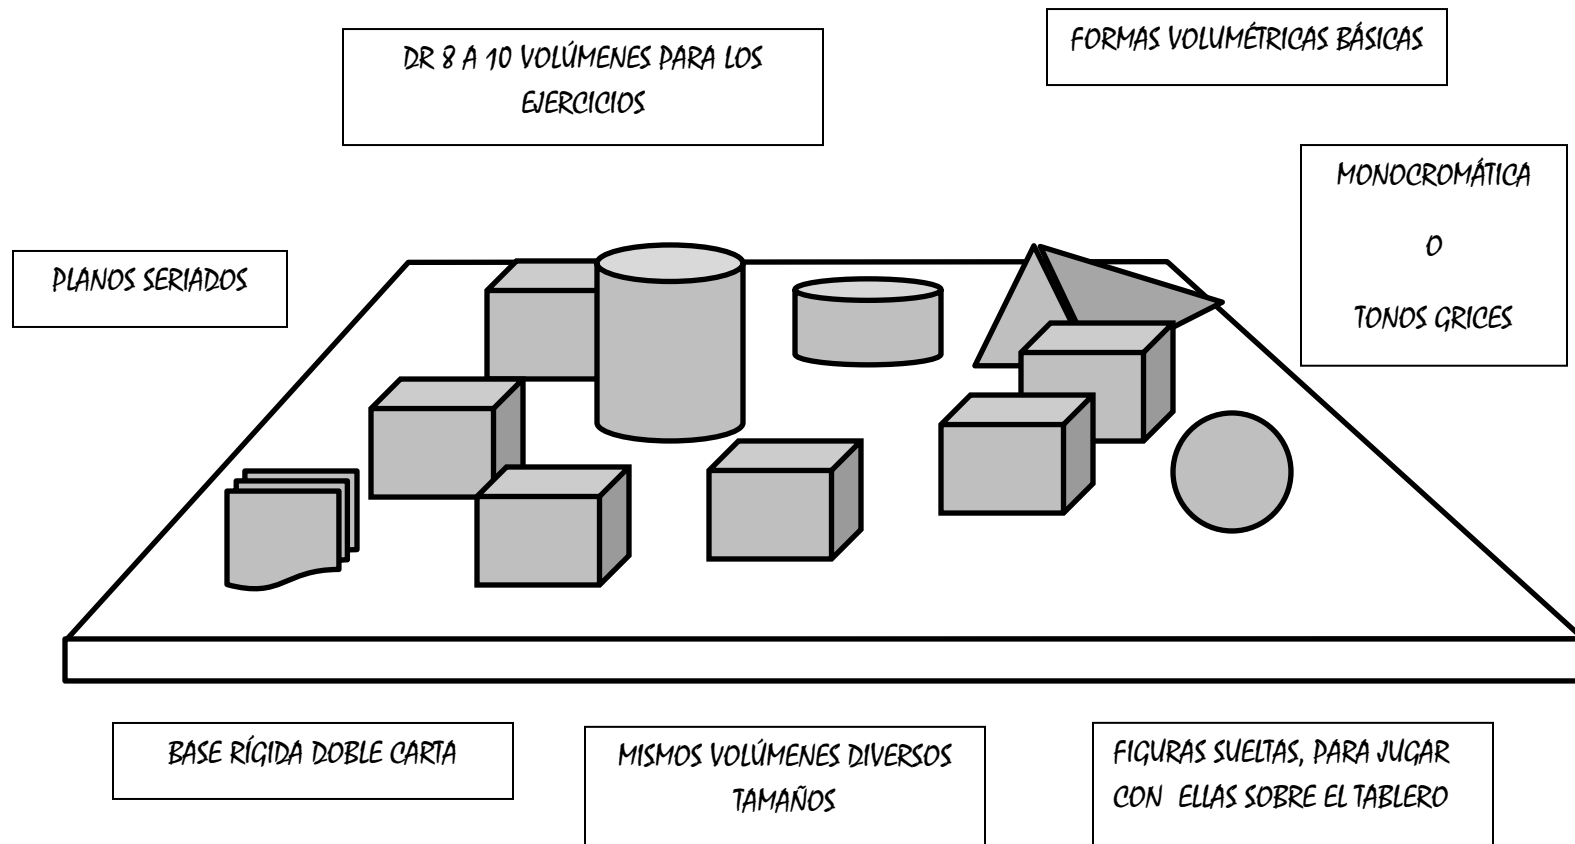 FORMAS VOLUMÉTRICAS BÁSICAS
DR 8 A 10 VOLÚMENES PARA LOS
EJERCICIOS
MONOCROMÁTICA
O
TONOS GRICES
PLANOS SERIADOS
BASE RÍGIDA DOBLE CARTA
MISMOS VOLÚMENES DIVERSOS
TAMAÑOS
FIGURAS SUELTAS, PARA JUGAR
CON ELLAS SOBRE EL TABLERO